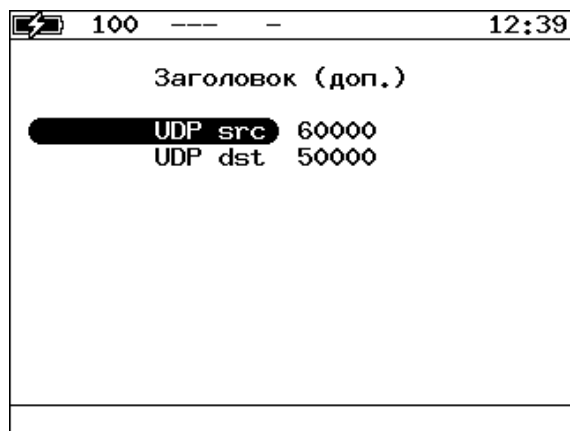 100 --- - 12:39
Заголовок (доп.)
UDP src 60000
UDP dst 50000